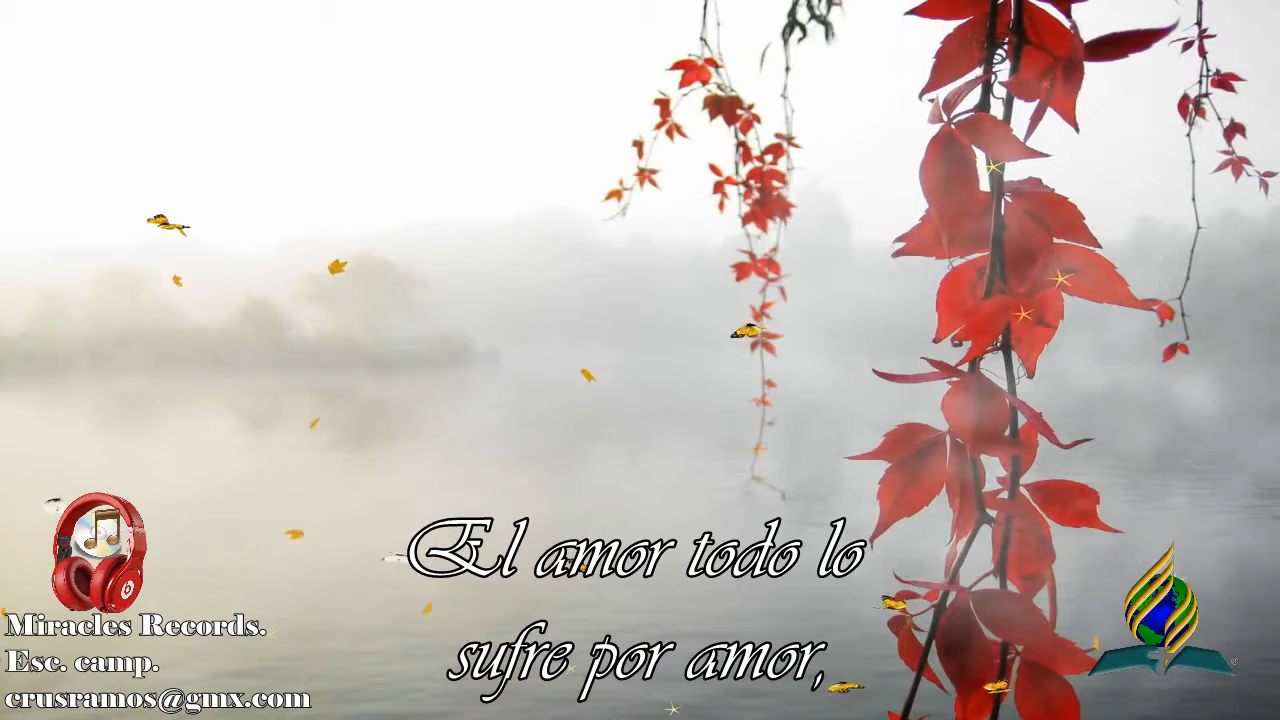 El amor todo lo
sufre por amor,
Miracles Records.
Esc. camp.
crusramos@gmx.com